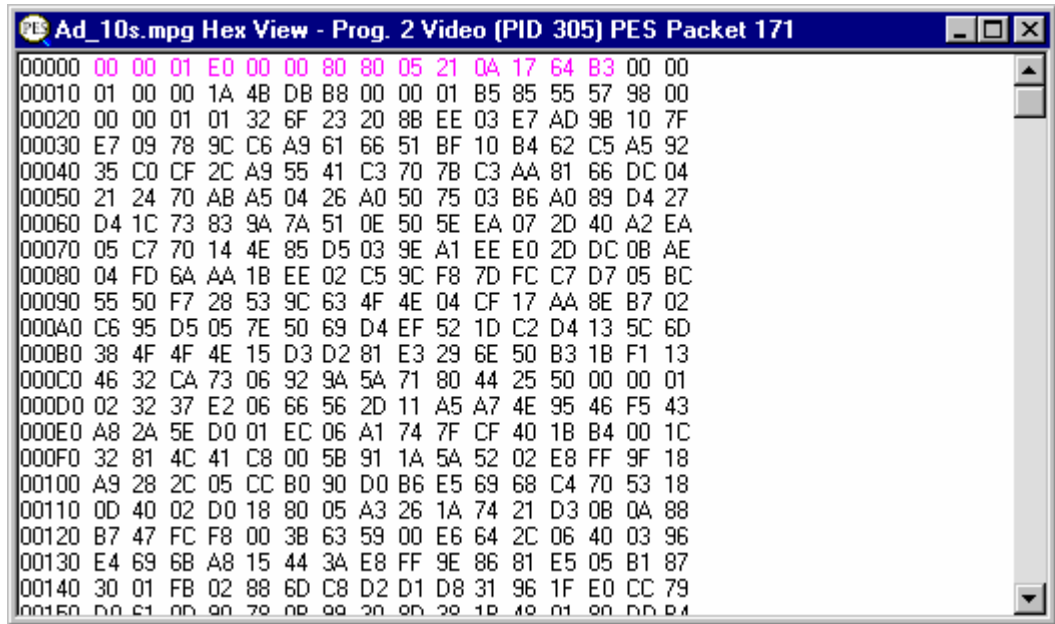 PES Ad_10s.mpg Hex View - Prog. 2 Video (PID 305) PES Packet 171
00000 00 00 01 E0 00 00 80 80 05 21 0A 17 64 B3 00 00
00010 01 00 00 1A 4B DB B8 00 00 01 B5 85 55 57 98 00
00020 00 00 01 01 32 6F 23 20 8B EE 03 E7 AD 9B 10 7F
00030 E7 09 78 9C C6 A9 61 66 51 BF 10 B4 62 C5 A5 92
00040 35 C0 CF 2C A9 55 41 C3 70 7B C3 AA 81 66 DC 04
00050 21 24 70 AB A5 04 26 A0 50 75 03 B6 A0 89 D4 27
00060 D4 1C 73 83 9A 7A 51 0E 50 5E EA 07 2D 40 A2 EA
00070 05 C7 70 14 4E 85 D5 03 9E A1 EE E0 2D DC 0B AE
00080 04 FD 6A AA 1B EE 02 C5 9C F8 7D FC C7 D7 05 BC
00090 55 50 F7 28 53 9C 63 4F 4E 04 CF 17 AA 8E B7 02
000A0 C6 95 D5 05 7E 50 69 D4 EF 52 1D C2 D4 13 5C 6D
000B0 38 4F 4F 4E 15 D3 D2 81 E3 29 6E 50 B3 1B F1 13
000C0 46 32 CA 73 06 92 9A 5A 71 80 44 25 50 00 00 01
000D0 02 32 37 E2 06 66 56 2D 11 A5 A7 4E 95 46 F5 43
000E0 A8 2A 5E D0 01 EC 06 A1 74 7F CF 40 1B B4 00 1C
000F0 32 81 4C 41 C8 00 5B 91 1A 5A 52 02 E8 FF 9F 18
00100 A9 28 2C 05 CC B0 90 D0 B6 E5 69 68 C4 70 53 18
00110 0D 40 02 D0 18 80 05 A3 26 1A 74 21 D3 0B 0A 88
00120 B7 47 FC F8 00 3B 63 59 00 E6 64 2C 06 40 03 96
00130 E4 69 6B A8 15 44 3A E8 FF 9E 86 81 E5 05 B1 87
00140 30 01 FB 02 88 6D C8 D2 D1 D8 31 96 1F E0 CC 79